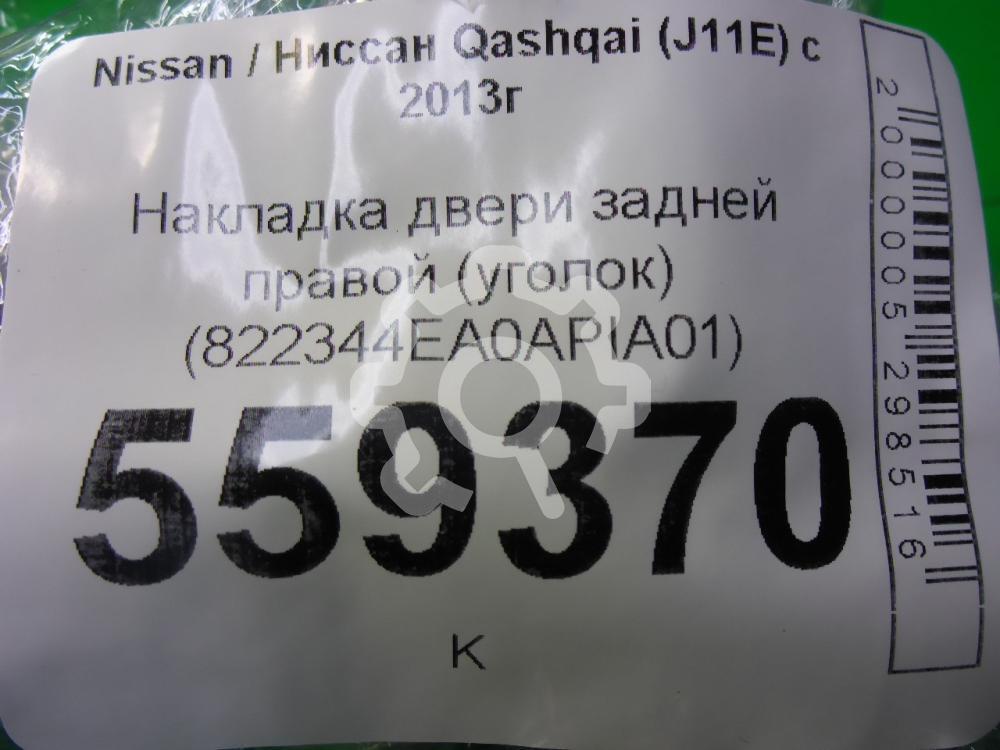 Nissan / Ниссан Qashqai (J11E) с
2013г
Накладка двери задней
правой (уголок)
(822344EA0APIA01)
559370
К
2000005298516